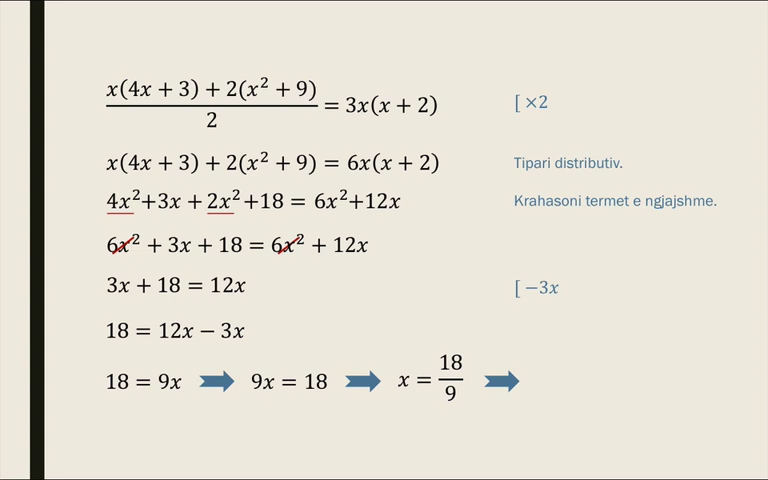 x(4x + 3) + 2(x² + 9)
2
= 3x(x + 2) [ ×2
x(4x + 3) + 2(x² + 9) = 6x(x + 2) Tipari distributiv.
4x²+3x + 2x²+18 = 6x²+12x Krahasoni termet e ngjajshme.
6x² + 3x + 18 = 6x² + 12x
3x + 18 = 12x [ −3x
18 = 12x − 3x
18 = 9x 9x = 18 x = 18/9